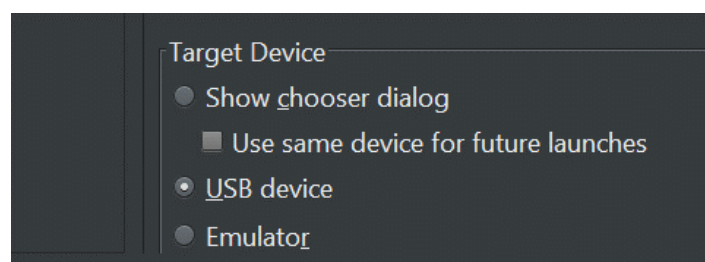 Target Device
Show chooser dialog
Use same device for future launches
USB device
Emulator